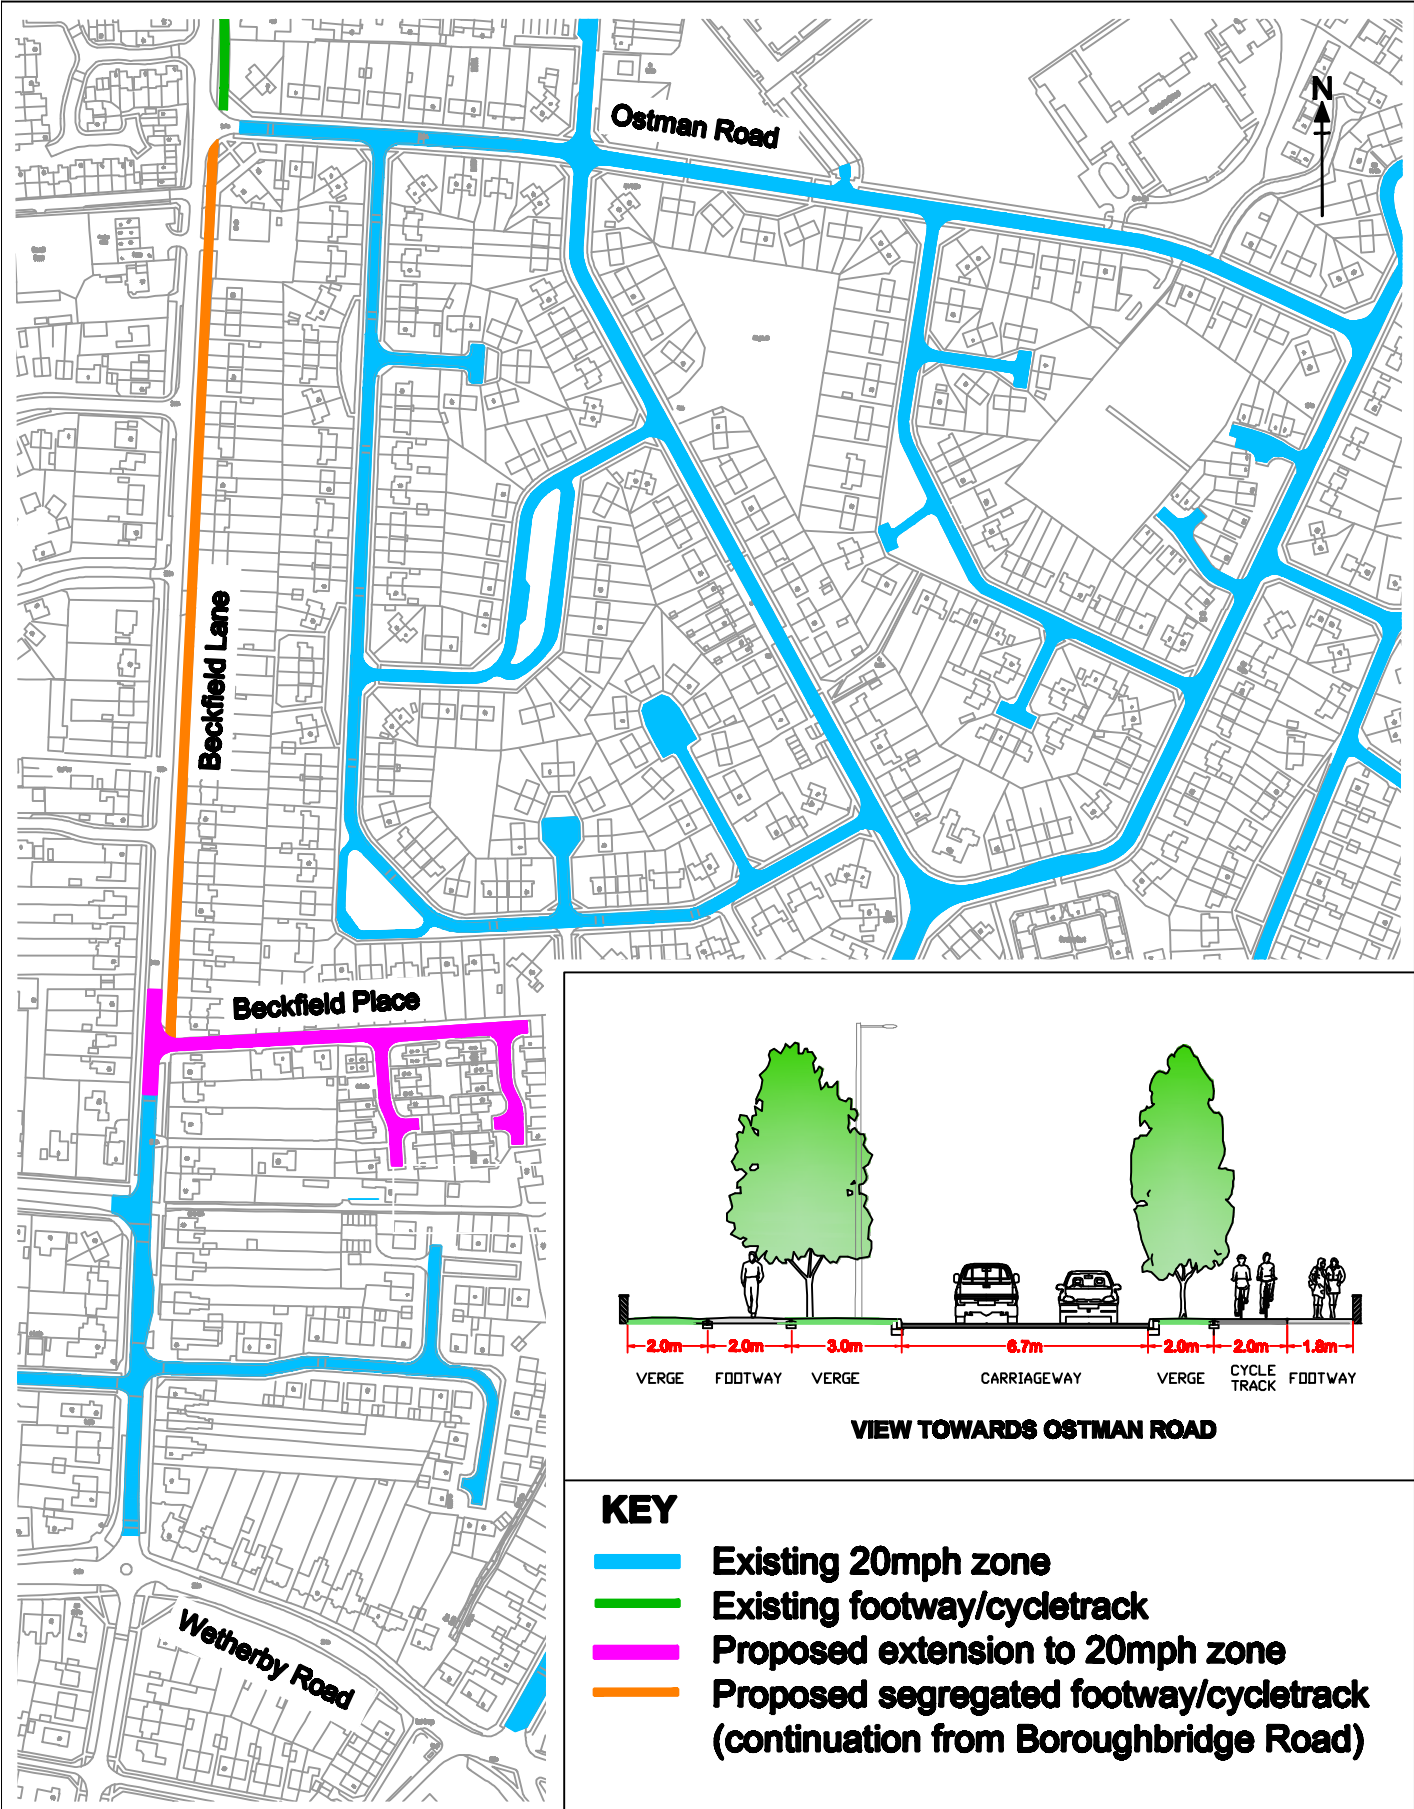 N
Ostman Road
Beckfield Lane
Beckfield Place
Wetherby Road
2.0m 2.0m 3.0m 6.7m 2.0m 2.0m 1.8m
VERGE FOOTWAY VERGE CARRIAGEWAY VERGE CYCLE TRACK FOOTWAY
VIEW TOWARDS OSTMAN ROAD
KEY
Existing 20mph zone
Existing footway/cycletrack
Proposed extension to 20mph zone
Proposed segregated footway/cycletrack
(continuation from Boroughbridge Road)